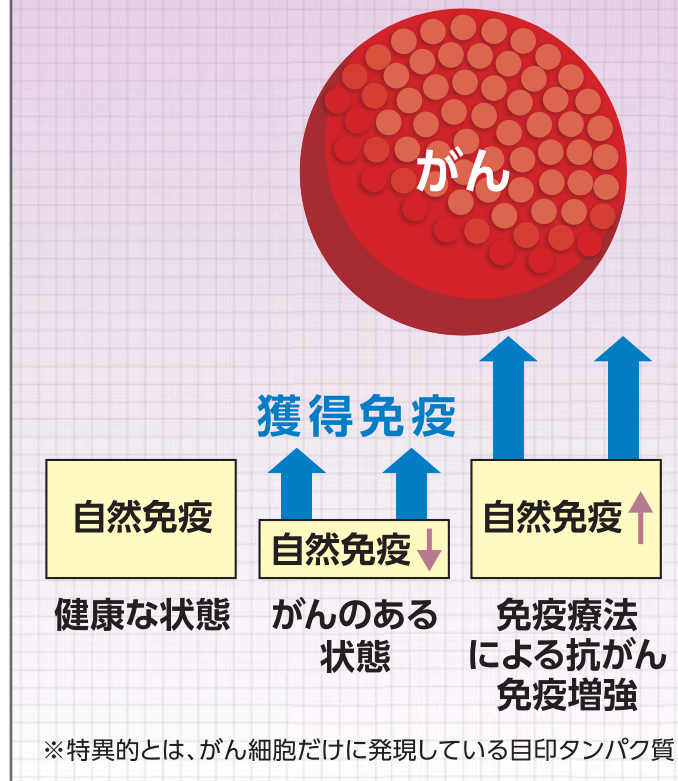 がん
獲得免疫
自然免疫
自然免疫↓
自然免疫↑
健康な状態
がんのある
状態
免疫療法
による抗がん
免疫増強
※特異的とは、がん細胞だけに発現している目印タンパク質